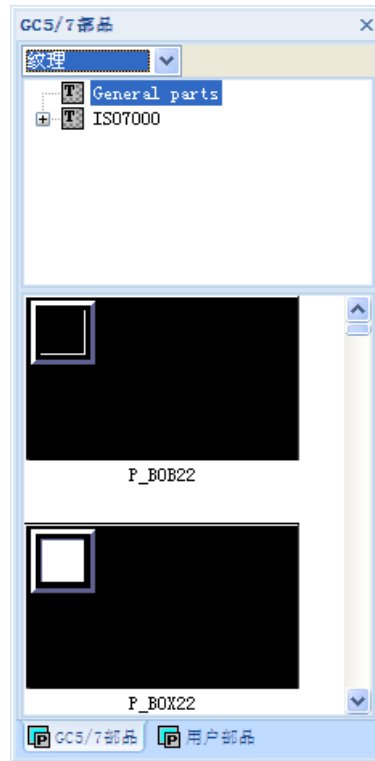 GC5/7部品
纹理
General parts
ISO7000
P_BOB22
P_BOX22
GC5/7部品 用户部品